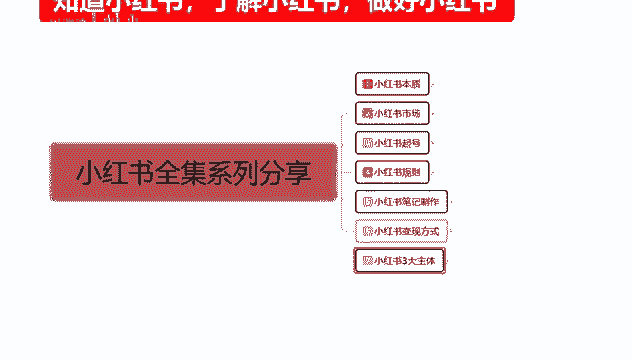 知道小红书，了解小红书，做好小红书
小红书全集系列分享
小红书本质
小红书市场
小红书起号
小红书规则
小红书笔记制作
小红书变现方式
小红书3大主体